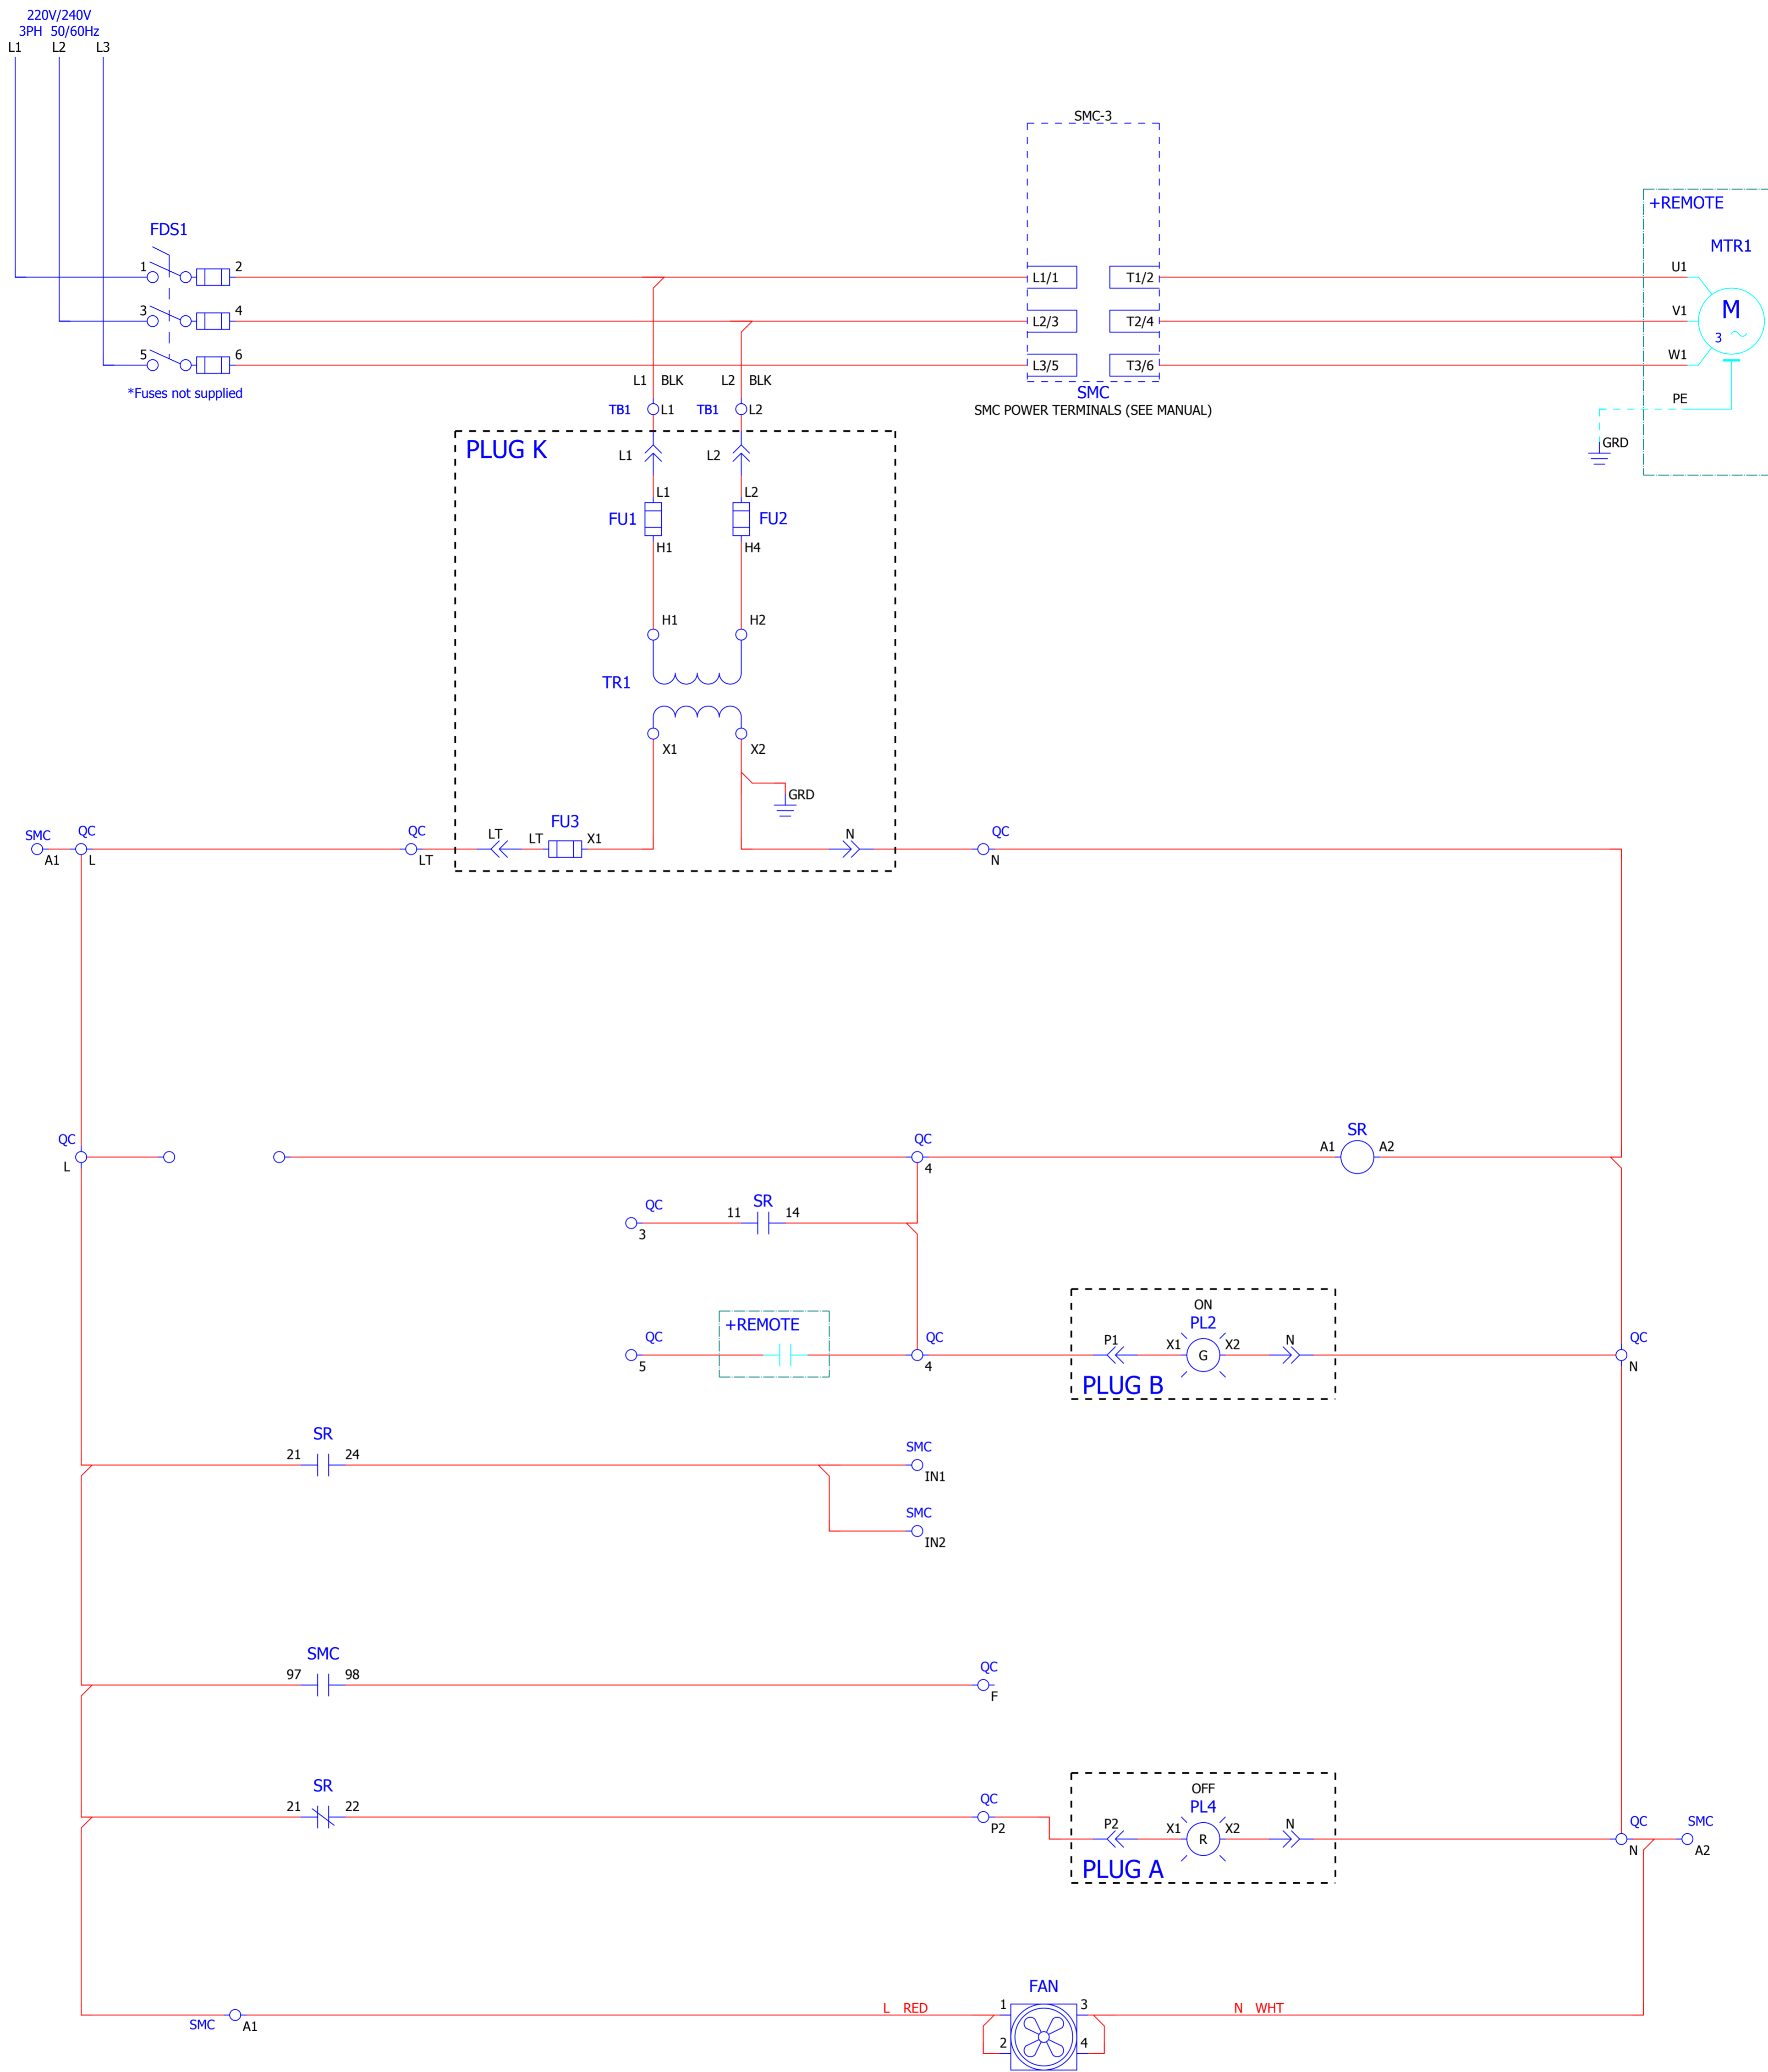 220V/240V
3PH 50/60Hz
L1 L2 L3
SMC-3
+REMOTE
FDS1
MTR1
1 2 L1/1 T1/2 U1
3 4 L2/3 T2/4 V1
M
3
5 6 L3/5 T3/6 W1
*Fuses not supplied
L1 BLK L2 BLK
SMC
PE
TB1 L1 TB1 L2
SMC POWER TERMINALS (SEE MANUAL)
PLUG K
GRD
L1 L2
L1 L2
FU1 FU2
H1 H4
H1 H2
TR1
X1 X2
GRD
SMC QC QC LT FU3 LT X1 N QC
A1 L LT N
QC QC SR
A1 A2
L 4
QC 11 SR 14
3
ON
+REMOTE
PL2
QC QC P1 X1 X2 N QC
G
5 4 N
PLUG B
SR
21 24 SMC
IN1
SMC
IN2
SMC
97 98 QC
F
SR
OFF
21 22 QC
PL4
P2 P2 X1 X2 N QC SMC
R
N A2
PLUG A
FAN
L RED 1 3 N WHT
SMC A1
2 4